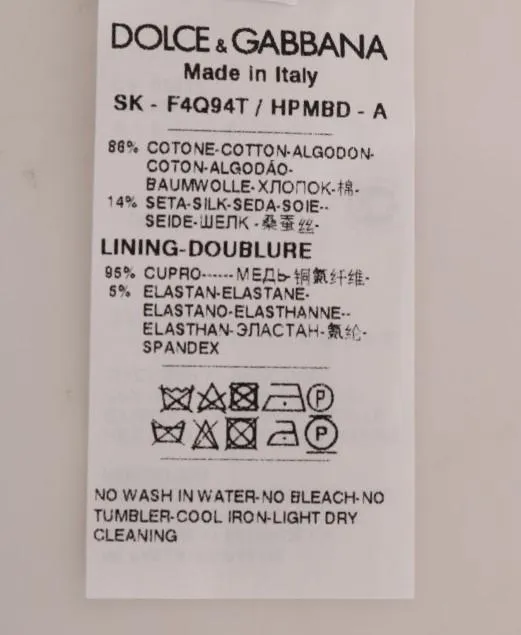 DOLCE & GABBANA
Made in Italy
SK - F4Q94T / HPMBD - A
86% COTONE-COTTON-ALGODON-
COTON-ALGODÁO-
BAUMWOLLE-ХЛОПОК-棉-
14% SETA-SILK-SEDA-SOIE--
SEIDE-ШЕЛК -桑蚕丝-
LINING-DOUBLURE
95% CUPRO------МЕДЬ-铜氨纤维-
5% ELASTAN-ELASTANE-
ELASTANO-ELASTHANNE--
ELASTHAN-ЭЛАСТАН-氨纶-
SPANDEX
P
P
NO WASH IN WATER-NO BLEACH-NO
TUMBLER-COOL IRON-LIGHT DRY
CLEANING